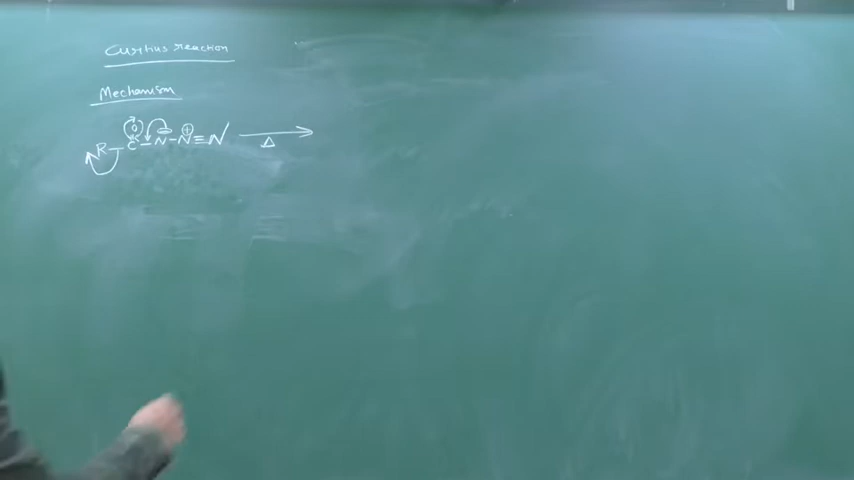 Curtius reaction
Mechanism
O
R-C-N-N≡N
⊖ ⊕
Δ